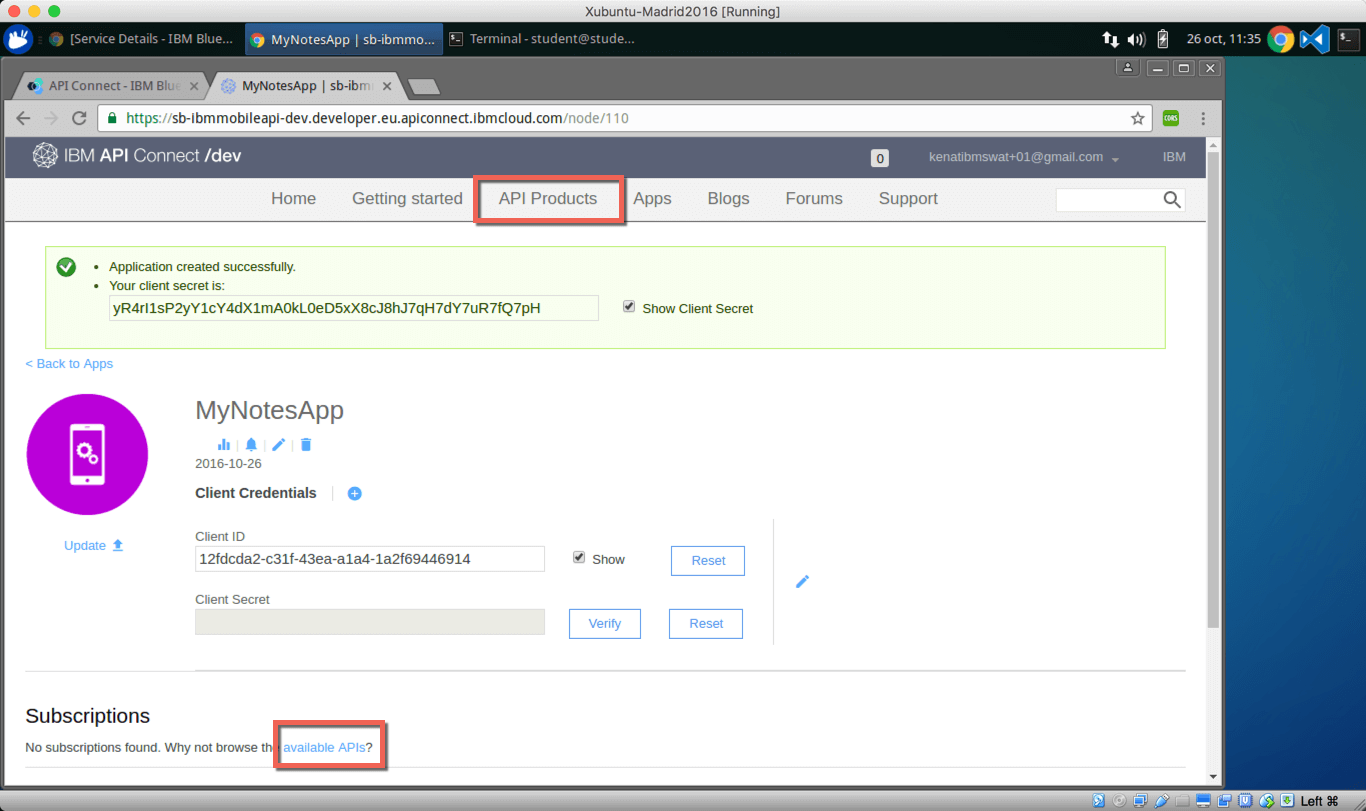 Xubuntu-Madrid2016 [Running]
[Service Details - IBM Blue...
MyNotesApp | sb-ibmmo...
Terminal - student@stude...
26 oct, 11:35
API Connect - IBM Blue
MyNotesApp | sb-ibm
https://sb-ibmmobileapi-dev.developer.eu.apiconnect.ibmcloud.com/node/110
CORS
IBM API Connect /dev
0
kenatibmswat+01@gmail.com
IBM
Home
Getting started
API Products
Apps
Blogs
Forums
Support
• Application created successfully.
• Your client secret is:
yR4rI1sP2yY1cY4dX1mA0kL0eD5xX8cJ8hJ7qH7dY7uR7fQ7pH
Show Client Secret
< Back to Apps
MyNotesApp
2016-10-26
Client Credentials
Update
Client ID
12fdcda2-c31f-43ea-a1a4-1a2f69446914
Show
Reset
Client Secret
Verify
Reset
Subscriptions
No subscriptions found. Why not browse the available APIs?
Left ⌘